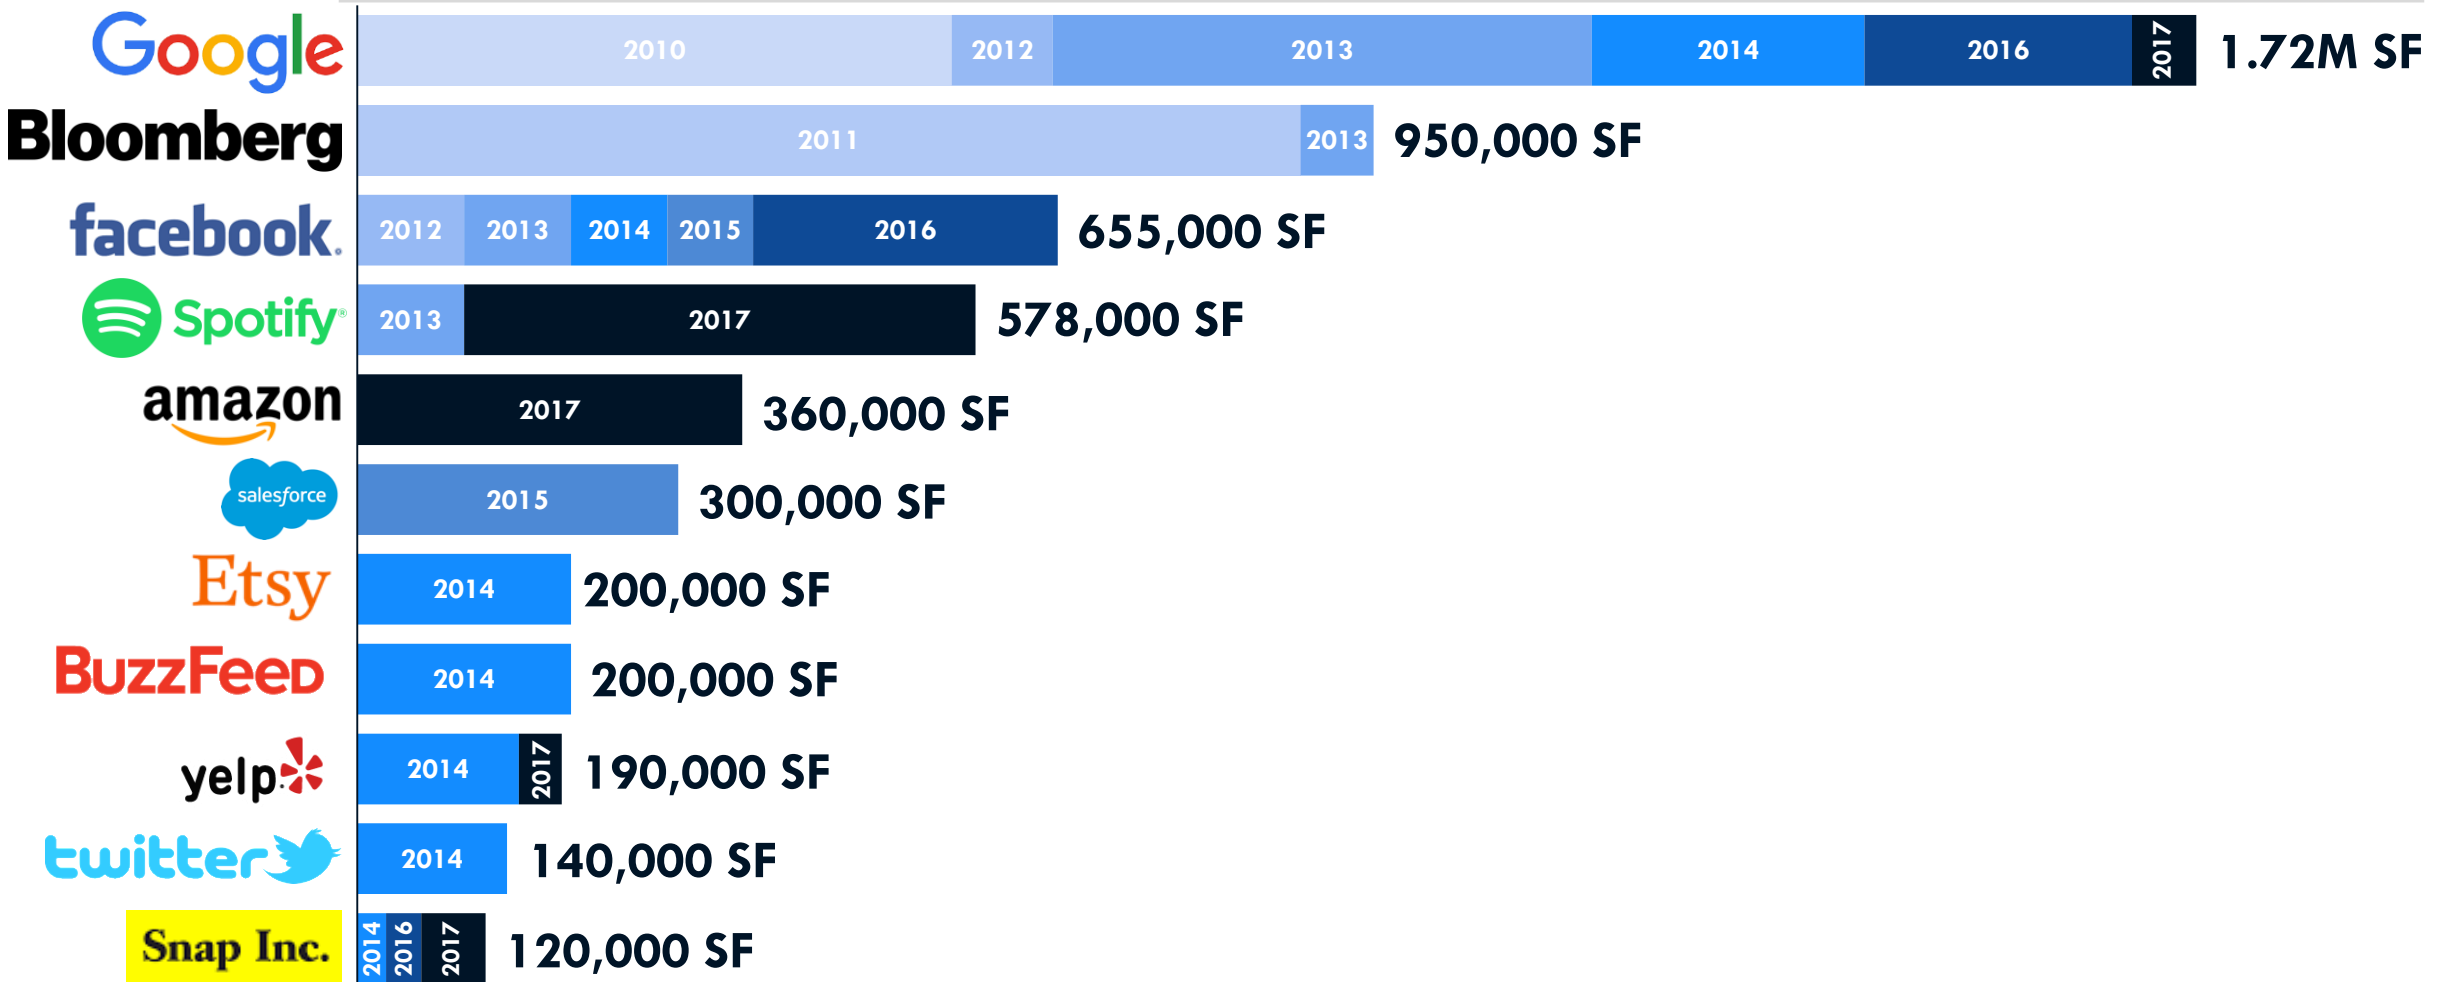 Google 2010 2012 2013 2014 2016 2017 1.72M SF
Bloomberg 2011 2013 950,000 SF
facebook. 2012 2013 2014 2015 2016 655,000 SF
Spotify® 2013 2017 578,000 SF
amazon 2017 360,000 SF
salesforce 2015 300,000 SF
Etsy 2014 200,000 SF
BuzzFeed 2014 200,000 SF
yelp 2014 2017 190,000 SF
twitter 2014 140,000 SF
Snap Inc. 2014 2016 2017 120,000 SF